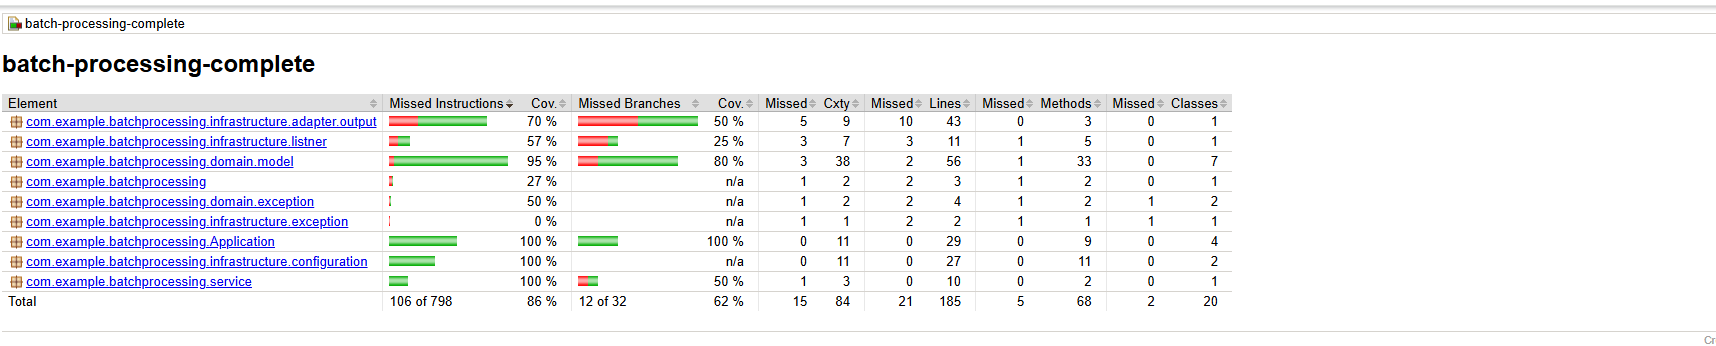 batch-processing-complete
batch-processing-complete
Element Missed Instructions Cov. Missed Branches Cov. Missed Cxty Missed Lines Missed Methods Missed Classes
com.example.batchprocessing.infrastructure.adapter.output 70 % 50 % 5 9 10 43 0 3 0 1
com.example.batchprocessing.infrastructure.listner 57 % 25 % 3 7 3 11 1 5 0 1
com.example.batchprocessing.domain.model 95 % 80 % 3 38 2 56 1 33 0 7
com.example.batchprocessing 27 % n/a 1 2 2 3 1 2 0 1
com.example.batchprocessing.domain.exception 50 % n/a 1 2 2 4 1 2 1 2
com.example.batchprocessing.infrastructure.exception 0 % n/a 1 1 2 2 1 1 1 1
com.example.batchprocessing.Application 100 % 100 % 0 11 0 29 0 9 0 4
com.example.batchprocessing.infrastructure.configuration 100 % n/a 0 11 0 27 0 11 0 2
com.example.batchprocessing.service 100 % 50 % 1 3 0 10 0 2 0 1
Total 106 of 798 86 % 12 of 32 62 % 15 84 21 185 5 68 2 20